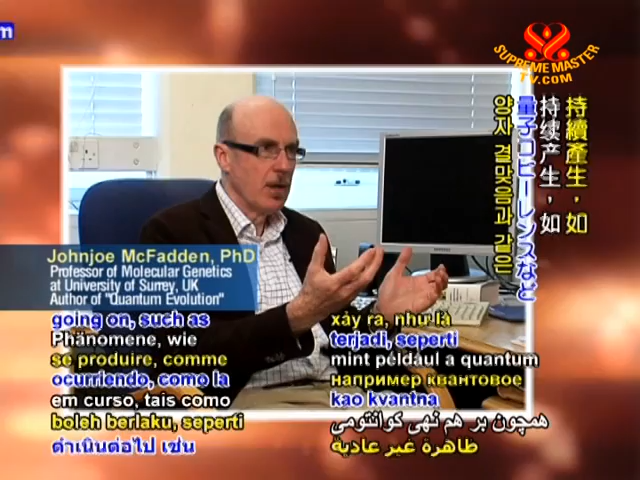 m
SUPREME MASTER
TV.COM
持續產生，如
持续产生，如
量子コヒーレンスなど
양자 결맞음과 같은
Johnjoe McFadden, PhD
Professor of Molecular Genetics
at University of Surrey, UK
Author of "Quantum Evolution"
going on, such as
Phänomene, wie
se produire, comme
ocurriendo, como la
em curso, tais como
boleh berlaku, seperti
ดำเนินต่อไป เช่น
xảy ra, như là
terjadi, seperti
mint például a quantum
например квантовое
kao kvantna
همچون بر هم نهی کوانتومی
ظاهرة غير عادية